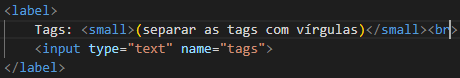 <label>
Tags: <small>(separar as tags com vírgulas)</small><br>
<input type="text" name="tags">
</label>